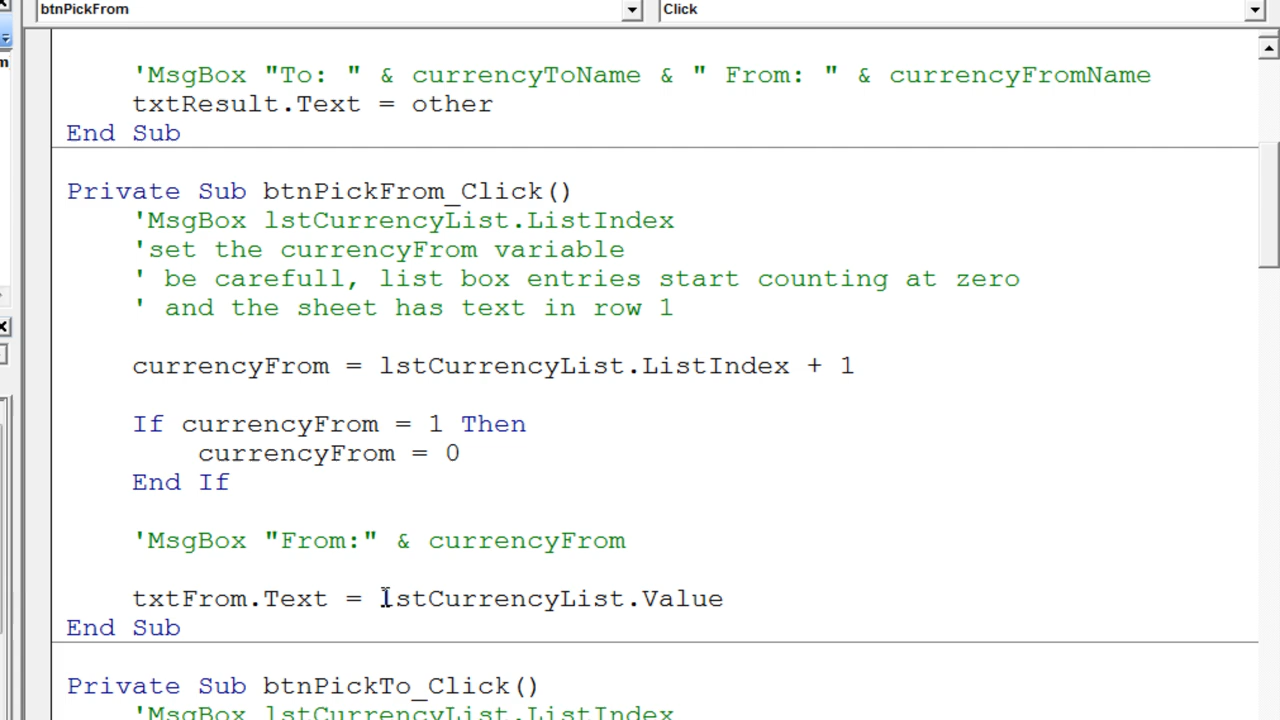 btnPickFrom
Click
'MsgBox "To: " & currencyToName & " From: " & currencyFromName
txtResult.Text = other
End Sub
Private Sub btnPickFrom_Click()
'MsgBox lstCurrencyList.ListIndex
'set the currencyFrom variable
' be carefull, list box entries start counting at zero
' and the sheet has text in row 1
currencyFrom = lstCurrencyList.ListIndex + 1
If currencyFrom = 1 Then
currencyFrom = 0
End If
'MsgBox "From:" & currencyFrom
txtFrom.Text = lstCurrencyList.Value
End Sub
Private Sub btnPickTo_Click()
'MsgBox lstCurrencyList.ListIndex